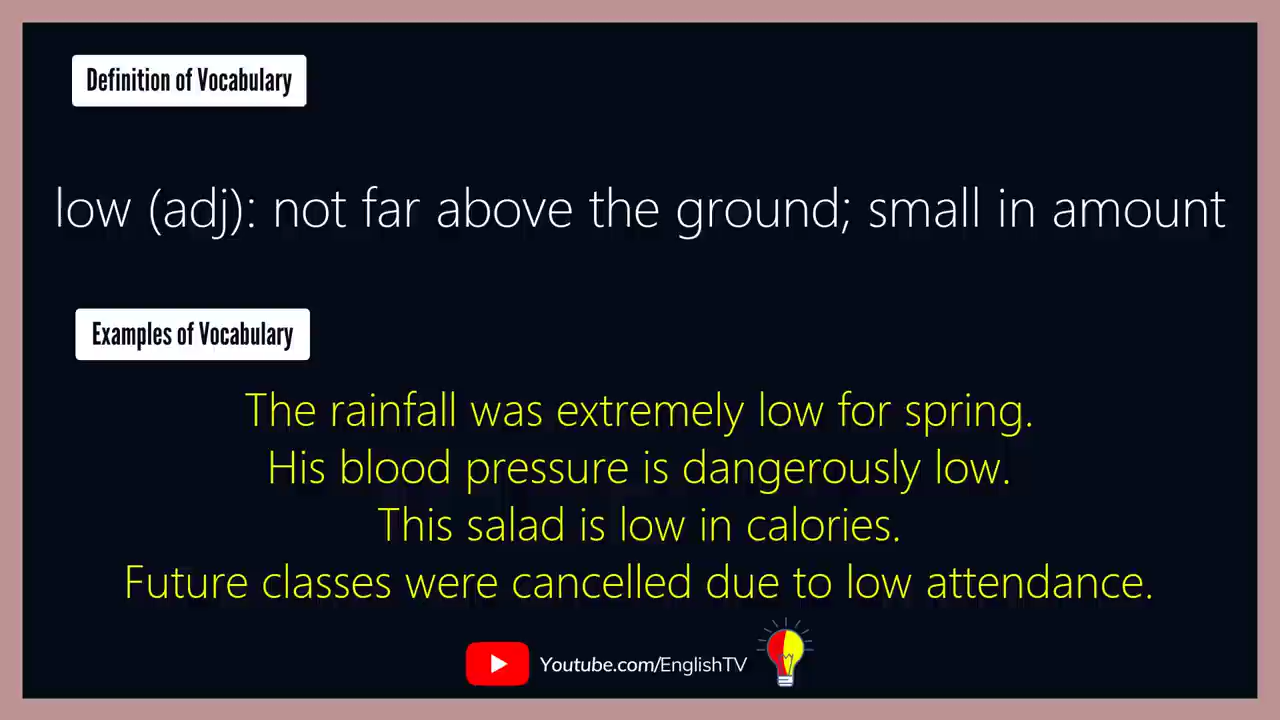 Definition of Vocabulary
low (adj): not far above the ground; small in amount
Examples of Vocabulary
The rainfall was extremely low for spring.
His blood pressure is dangerously low.
This salad is low in calories.
Future classes were cancelled due to low attendance.
Youtube.com/EnglishTV